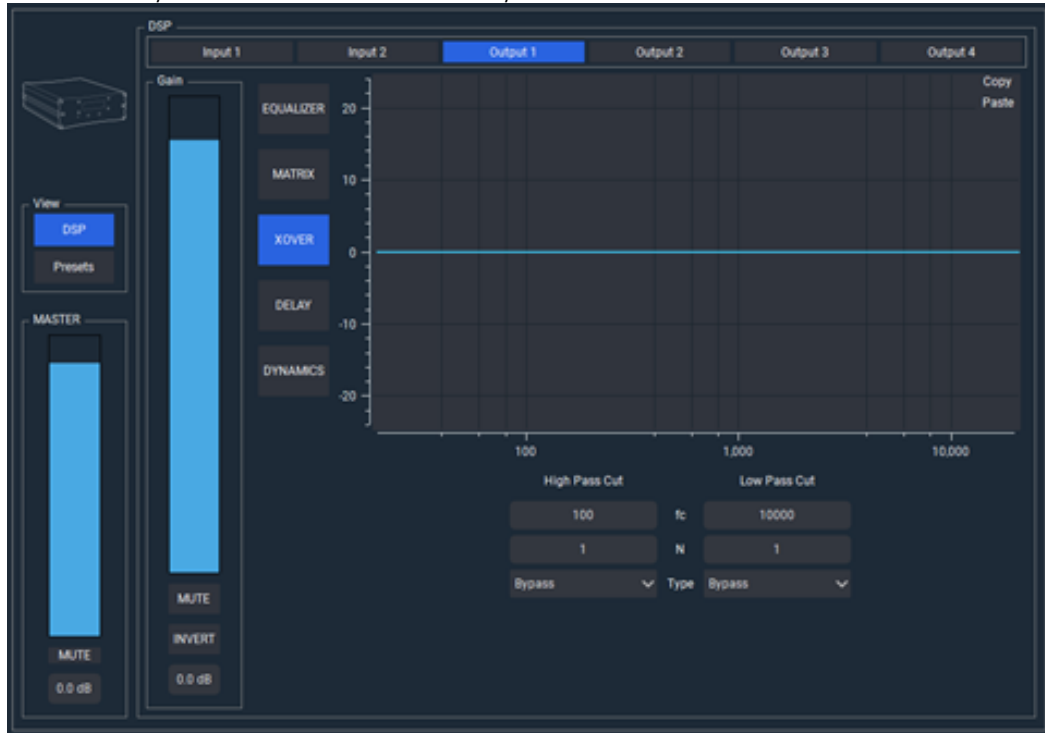 DSP
Input 1 Input 2 Output 1 Output 2 Output 3 Output 4
Gain
Copy
Paste
EQUALIZER
MATRIX
XOVER
DELAY
DYNAMICS
20
10
0
-10
-20
100 1,000 10,000
View
DSP
Presets
MASTER
MUTE
0.0 dB
MUTE
INVERT
0.0 dB
High Pass Cut Low Pass Cut
100 fc 10000
1 N 1
Bypass Type Bypass